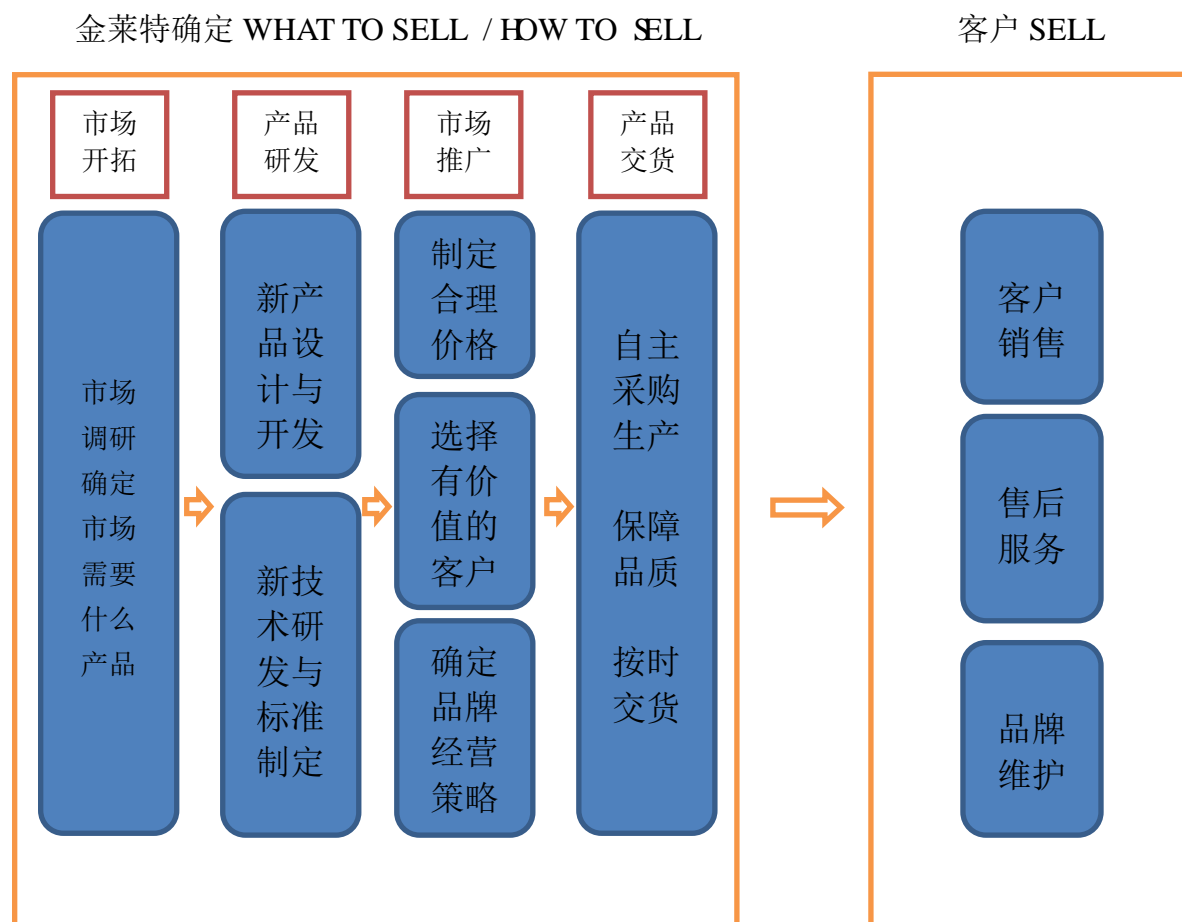 金莱特确定 WHAT TO SELL / HOW TO SELL
客户 SELL
市场
开拓
产品
研发
市场
推广
产品
交货
市场
调研
确定
市场
需要
什么
产品
新产
品设
计与
开发
新技
术研
发与
标准
制定
制定
合理
价格
选择
有价
值的
客户
确定
品牌
经营
策略
自主
采购
生产
保障
品质
按时
交货
客户
销售
售后
服务
品牌
维护